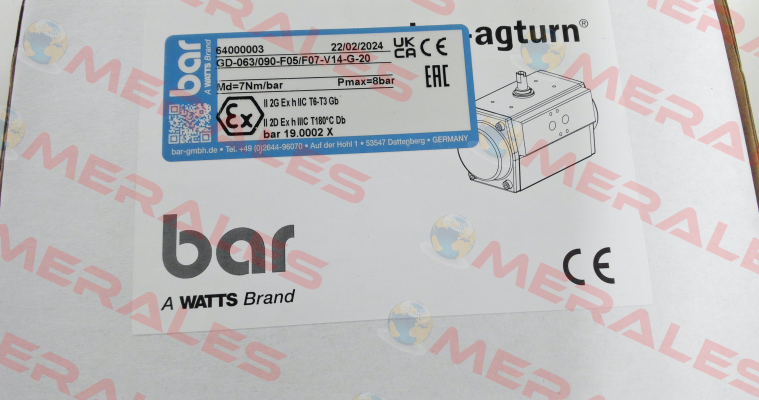 bar
A WATTS Brand
64000003 22/02/2024 UK CA CE
GD-063/090-F05/F07-V14-G-20
Md=7Nm/bar Pmax=8bar EAC
Ex II 2G Ex h IIC T6-T3 Gb
II 2D Ex h IIIC T180°C Db
bar 19.0002 X
bar-gmbh.de • Tel. +49 (0)2644-96070 • Auf der Hohl 1 • 53547 Dattenberg • GERMANY
-agturn®
bar
A WATTS Brand
CE
MERALES
MERALES
MERALES
MERALES